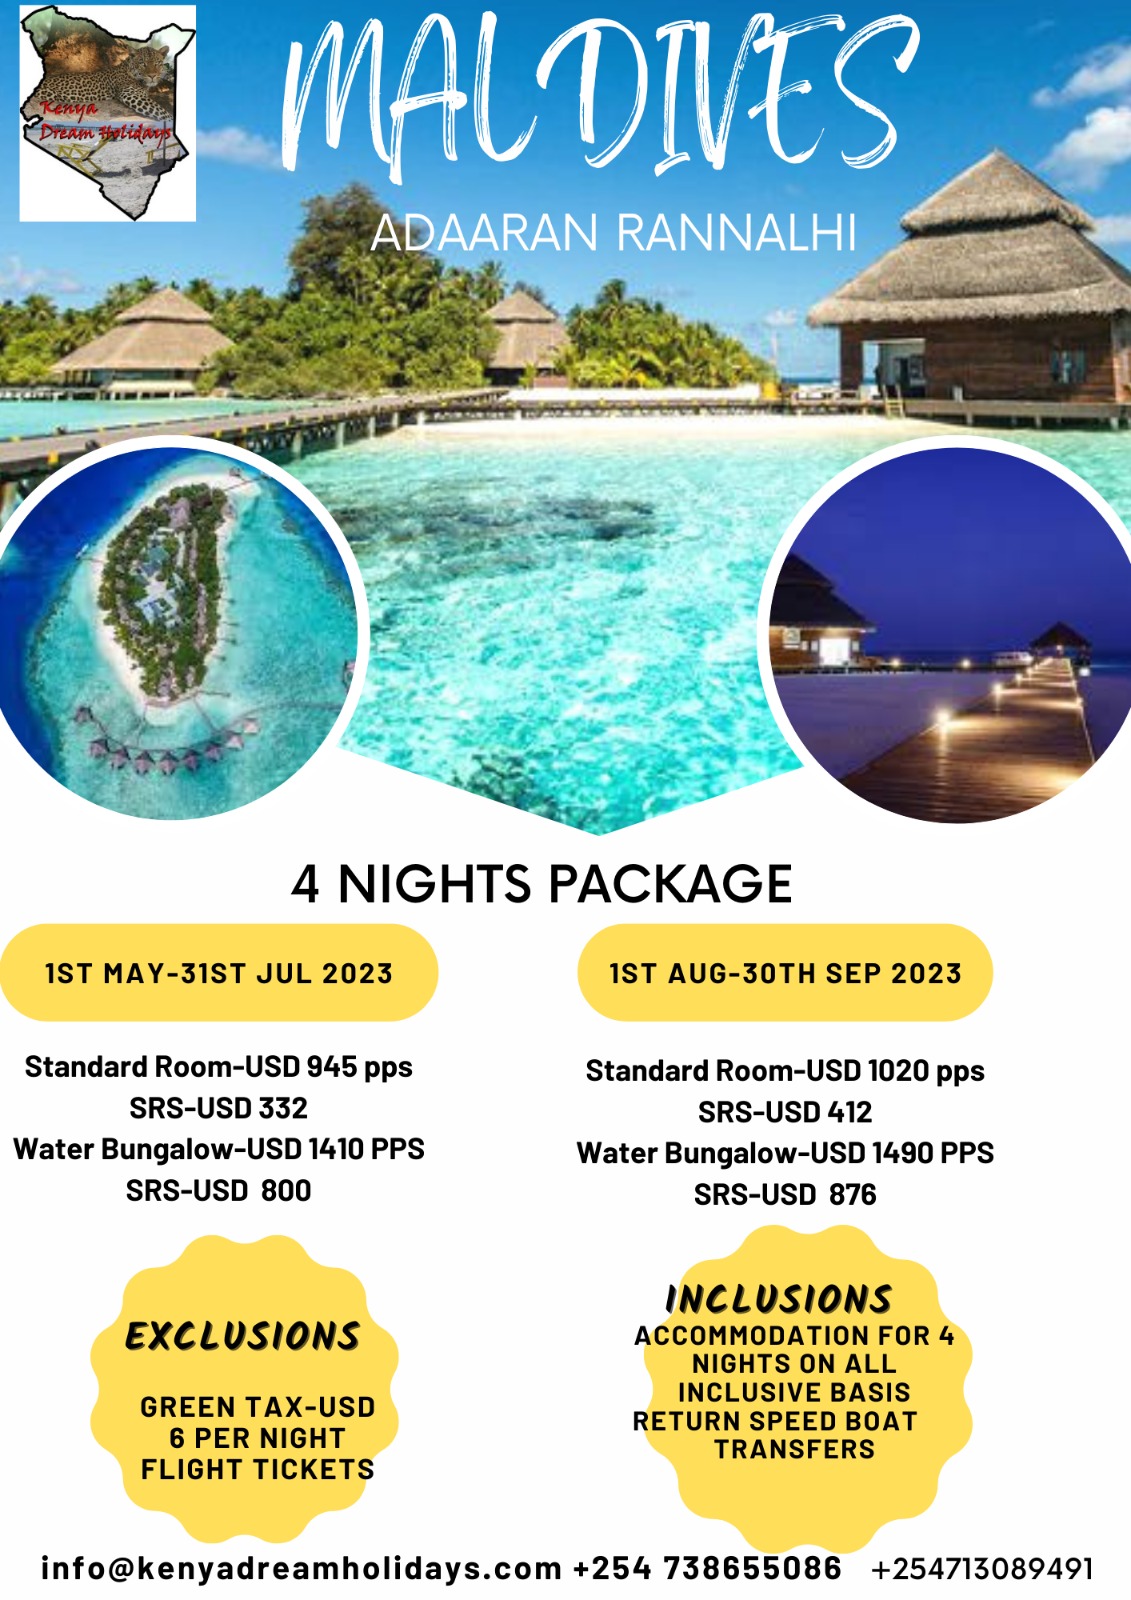 Kenya
Dream Holidays
MALDIVES
ADAARAN RANNALHI
4 NIGHTS PACKAGE
1ST MAY-31ST JUL 2023
Standard Room-USD 945 pps
SRS-USD 332
Water Bungalow-USD 1410 PPS
SRS-USD 800
1ST AUG-30TH SEP 2023
Standard Room-USD 1020 pps
SRS-USD 412
Water Bungalow-USD 1490 PPS
SRS-USD 876
EXCLUSIONS
GREEN TAX-USD
6 PER NIGHT
FLIGHT TICKETS
INCLUSIONS
ACCOMMODATION FOR 4
NIGHTS ON ALL
INCLUSIVE BASIS
RETURN SPEED BOAT
TRANSFERS
info@kenyadreamholidays.com +254 738655086 +254713089491